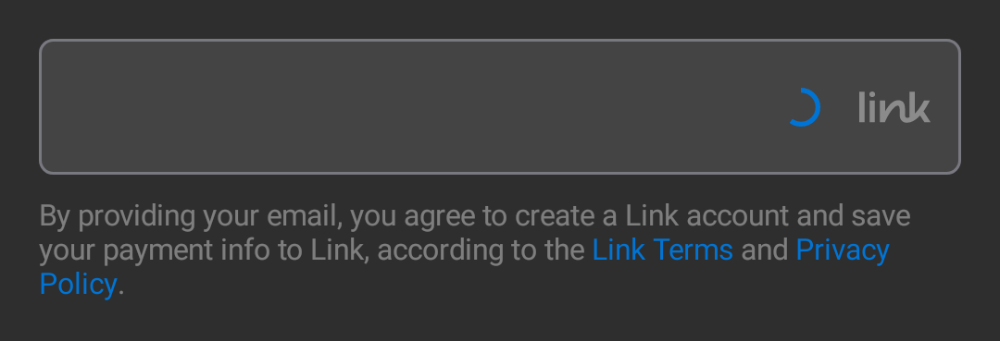 link
By providing your email, you agree to create a Link account and save
your payment info to Link, according to the Link Terms and Privacy
Policy.